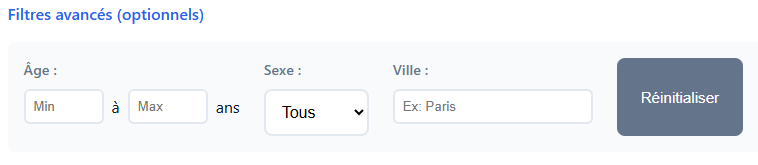 Filtres avancés (optionnels)
Âge : Sexe : Ville :
Min à Max ans Tous Ex: Paris Réinitialiser